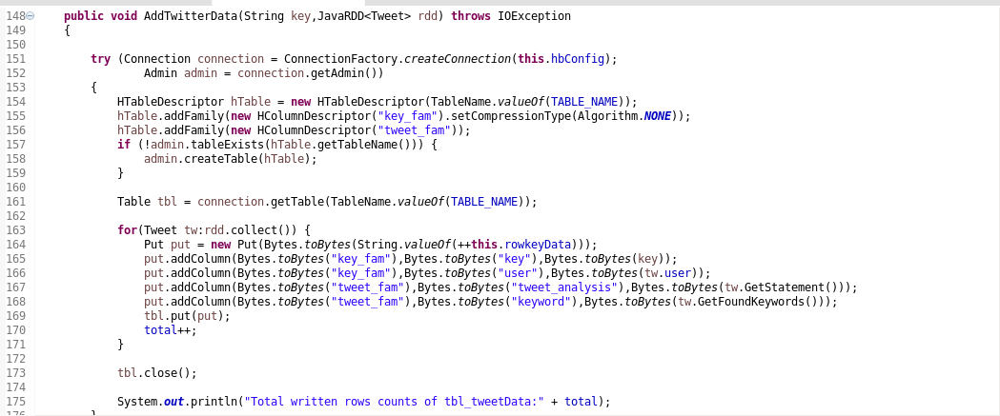 148 public void AddTwitterData(String key,JavaRDD<Tweet> rdd) throws IOException
149 {
150
151 try (Connection connection = ConnectionFactory.createConnection(this.hbConfig);
152 Admin admin = connection.getAdmin())
153 {
154 HTableDescriptor hTable = new HTableDescriptor(TableName.valueOf(TABLE_NAME));
155 hTable.addFamily(new HColumnDescriptor("key_fam").setCompressionType(Algorithm.NONE));
156 hTable.addFamily(new HColumnDescriptor("tweet_fam"));
157 if (!admin.tableExists(hTable.getTableName())) {
158 admin.createTable(hTable);
159 }
160
161 Table tbl = connection.getTable(TableName.valueOf(TABLE_NAME));
162
163 for(Tweet tw:rdd.collect()) {
164 Put put = new Put(Bytes.toBytes(String.valueOf(++this.rowkeyData)));
165 put.addColumn(Bytes.toBytes("key_fam"),Bytes.toBytes("key"),Bytes.toBytes(key));
166 put.addColumn(Bytes.toBytes("key_fam"),Bytes.toBytes("user"),Bytes.toBytes(tw.user));
167 put.addColumn(Bytes.toBytes("tweet_fam"),Bytes.toBytes("tweet_analysis"),Bytes.toBytes(tw.GetStatement()));
168 put.addColumn(Bytes.toBytes("tweet_fam"),Bytes.toBytes("keyword"),Bytes.toBytes(tw.GetFoundKeywords()));
169 tbl.put(put);
170 total++;
171 }
172
173 tbl.close();
174
175 System.out.println("Total written rows counts of tbl_tweetData:" + total);
176 }